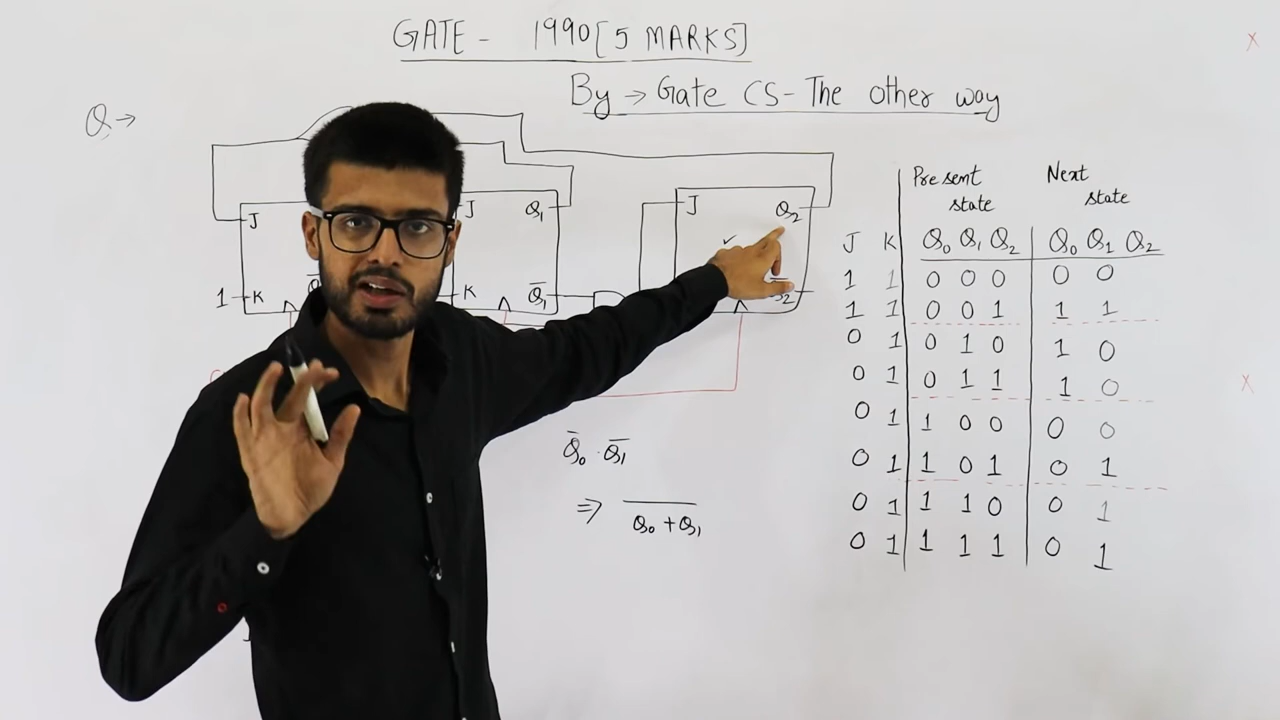 GATE - 1990 [5 MARKS]
By → Gate CS - The other way
Q →
J
1 K
J Q₁
K Q̅₁
J Q₂
Present state Next state
J K Q₀ Q₁ Q₂ Q₀ Q₁ Q₂
1 1 0 0 0 0 0
1 1 0 0 1 1 1
0 1 0 1 0 1 0
0 1 0 1 1 1 0
0 1 1 0 0 0 0
0 1 1 0 1 0 1
0 1 1 1 0 0 1
0 1 1 1 1 0 1
Q̅₀ · Q̅₁
⇒ ‾‾‾‾‾
Q₀ + Q₁